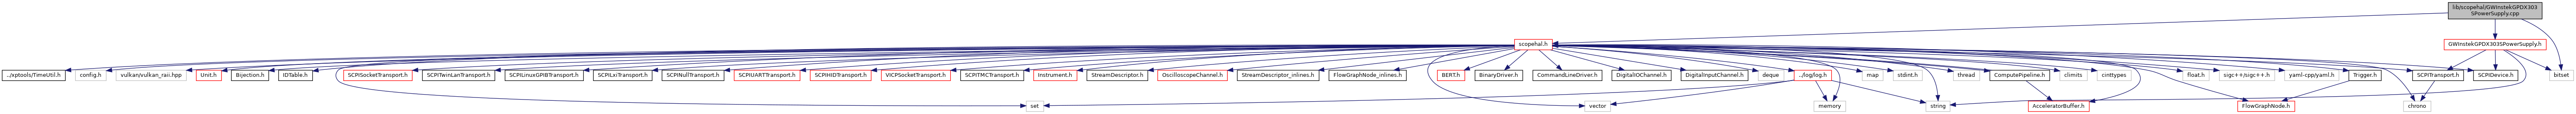 lib/scopehal/GWInstekGPDX303
SPowerSupply.cpp
scopehal.h
GWInstekGPDX303SPowerSupply.h
../xptools/TimeUtil.h
config.h
vulkan/vulkan_raii.hpp
Unit.h
Bijection.h
IDTable.h
SCPISocketTransport.h
SCPITwinLanTransport.h
SCPILinuxGPIBTransport.h
SCPILxiTransport.h
SCPINullTransport.h
SCPIUARTTransport.h
SCPIHIDTransport.h
VICPSocketTransport.h
SCPITMCTransport.h
Instrument.h
StreamDescriptor.h
OscilloscopeChannel.h
StreamDescriptor_inlines.h
FlowGraphNode_inlines.h
BERT.h
BinaryDriver.h
CommandLineDriver.h
DigitalIOChannel.h
DigitalInputChannel.h
deque
../log/log.h
map
stdint.h
thread
ComputePipeline.h
climits
cinttypes
float.h
sigc++/sigc++.h
yaml-cpp/yaml.h
Trigger.h
SCPITransport.h
SCPIDevice.h
bitset
set
vector
memory
string
AcceleratorBuffer.h
FlowGraphNode.h
chrono